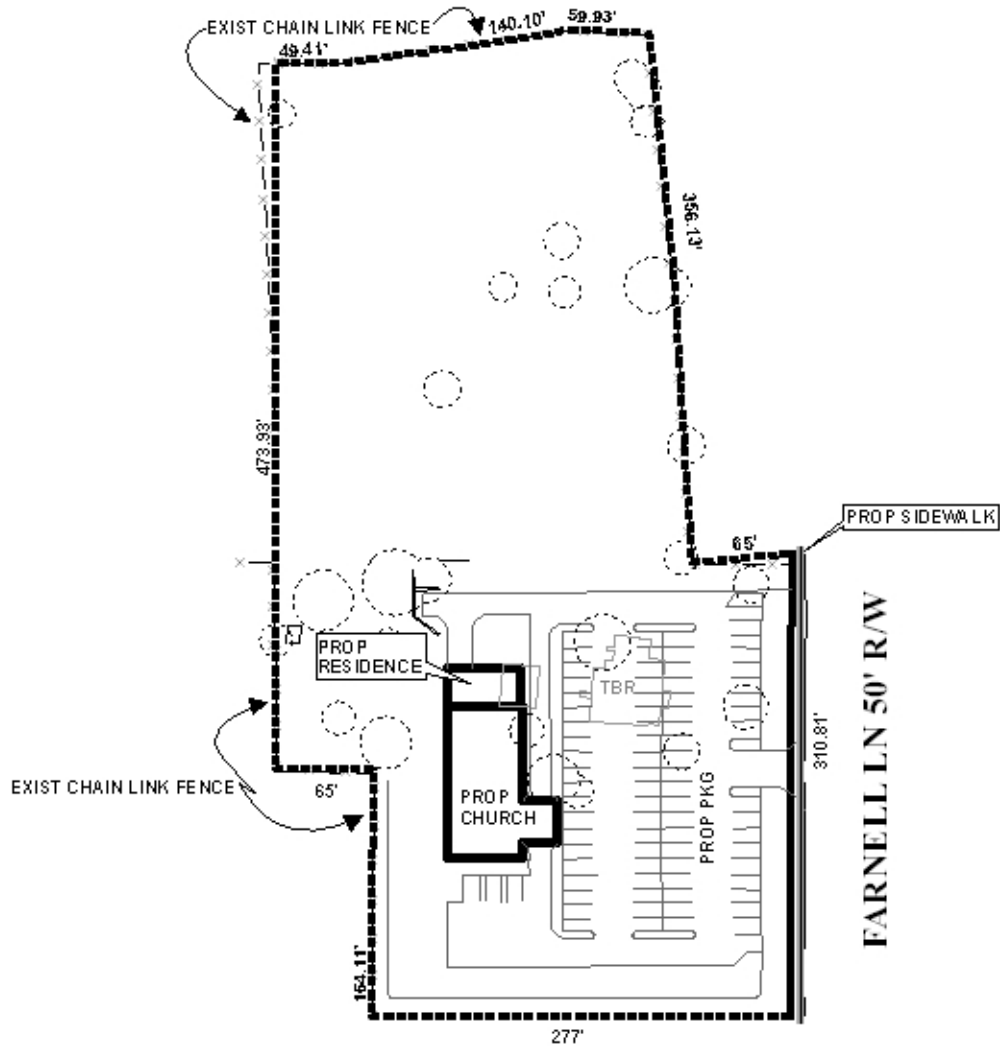 EXIST CHAIN LINK FENCE
49.41'
140.10'
59.93'
356.13'
473.93'
65'
PROP SIDEWALK
PROP
RESIDENCE
TBR
PROP
CHURCH
PROP PKG
310.81'
FARNELL LN 50' R/W
EXIST CHAIN LINK FENCE
65'
164.11'
277'